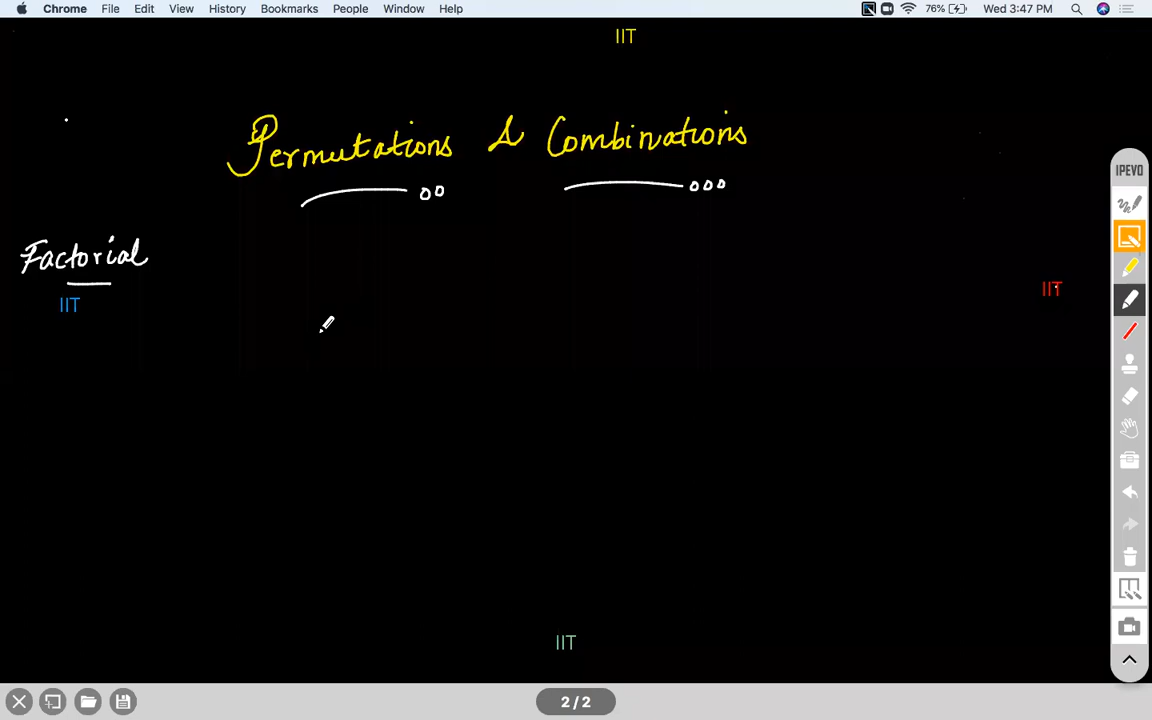 Chrome File Edit View History Bookmarks People Window Help 76% Wed 3:47 PM
IIT
Permutations & Combinations
IPEVO
Factorial
IIT
IIT
IIT
2 / 2